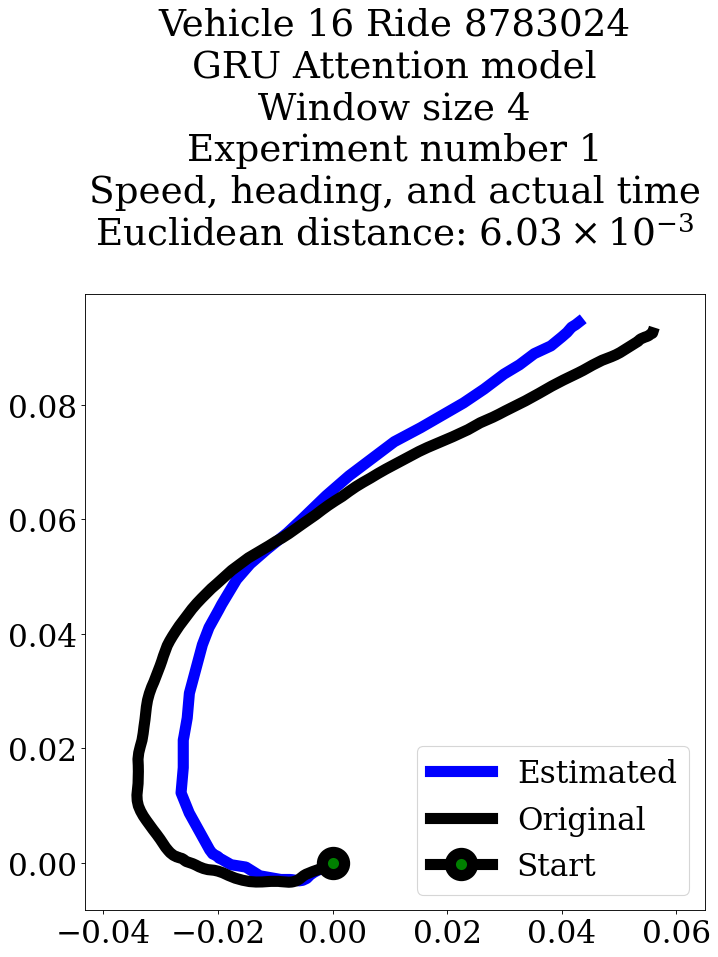 Vehicle 16 Ride 8783024
GRU Attention model
Window size 4
Experiment number 1
Speed, heading, and actual time
Euclidean distance: 6.03 × 10⁻³
0.08
0.06
0.04
0.02
0.00
Estimated
Original
Start
−0.04 −0.02 0.00 0.02 0.04 0.06